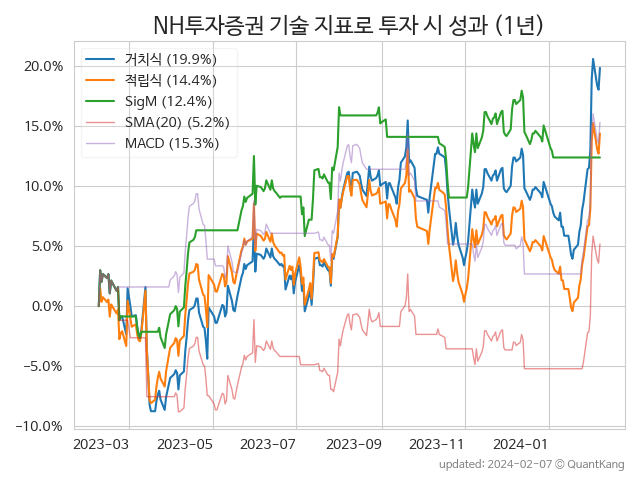 NH투자증권 기술 지표로 투자 시 성과 (1년)
거치식 (19.9%)
적립식 (14.4%)
SigM (12.4%)
SMA(20) (5.2%)
MACD (15.3%)
20.0%
15.0%
10.0%
5.0%
0.0%
−5.0%
−10.0%
2023-03
2023-05
2023-07
2023-09
2023-11
2024-01
updated: 2024-02-07 © QuantKang